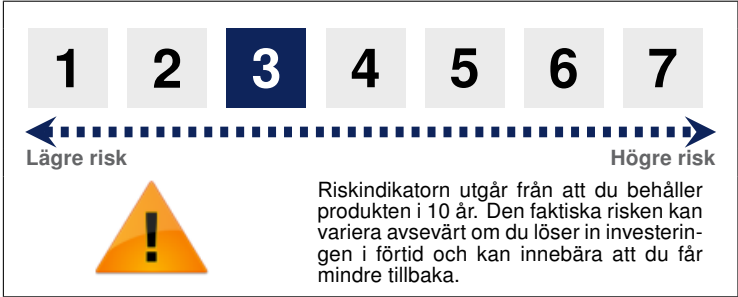 1 2 3 4 5 6 7
Lägre risk Högre risk
Riskindikatorn utgår från att du behåller
produkten i 10 år. Den faktiska risken kan
variera avsevärt om du löser in investerin-
gen i förtid och kan innebära att du får
mindre tillbaka.